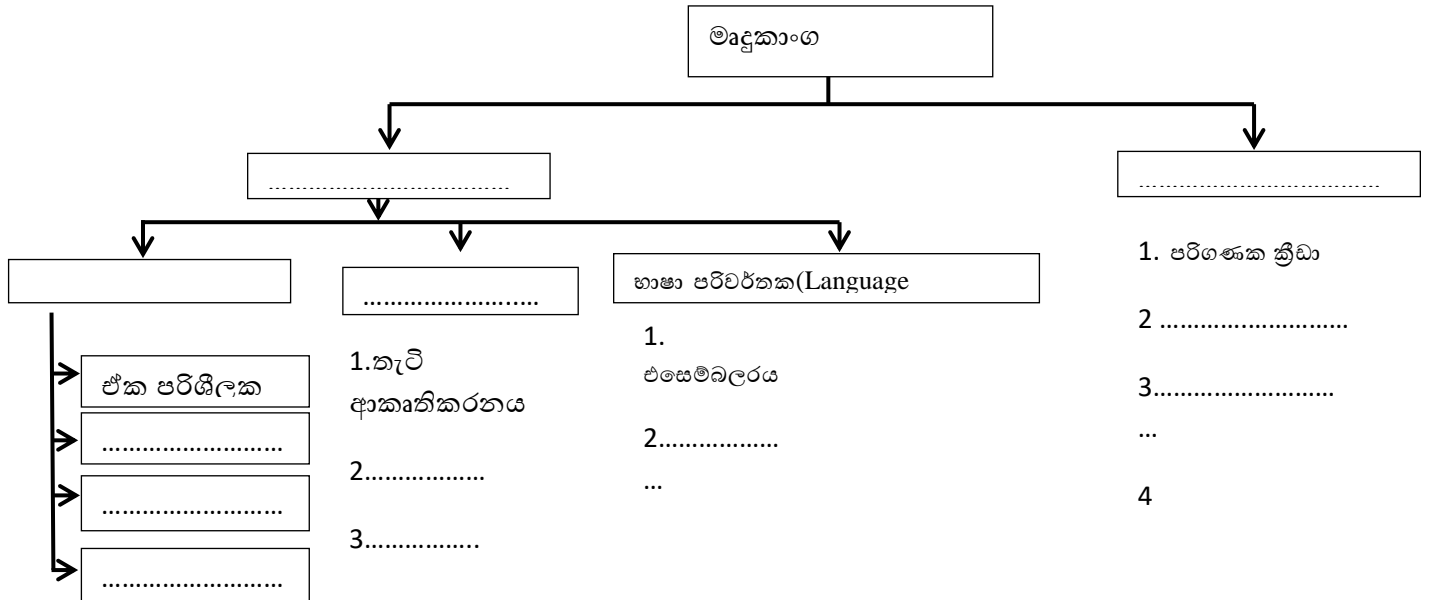 මෘදුකාංග
....................................
....................................
..........................
භාෂා පරිවර්තක(Language
ඒක පරිශීලක
...........................
...........................
...........................
1.තැටි
ආකෘතිකරනය
2..................
3.................
1.
එසෙම්බලරය
2..................
...
1. පරිගණක ක්‍රීඩා
2 ............................
3..........................
...
4